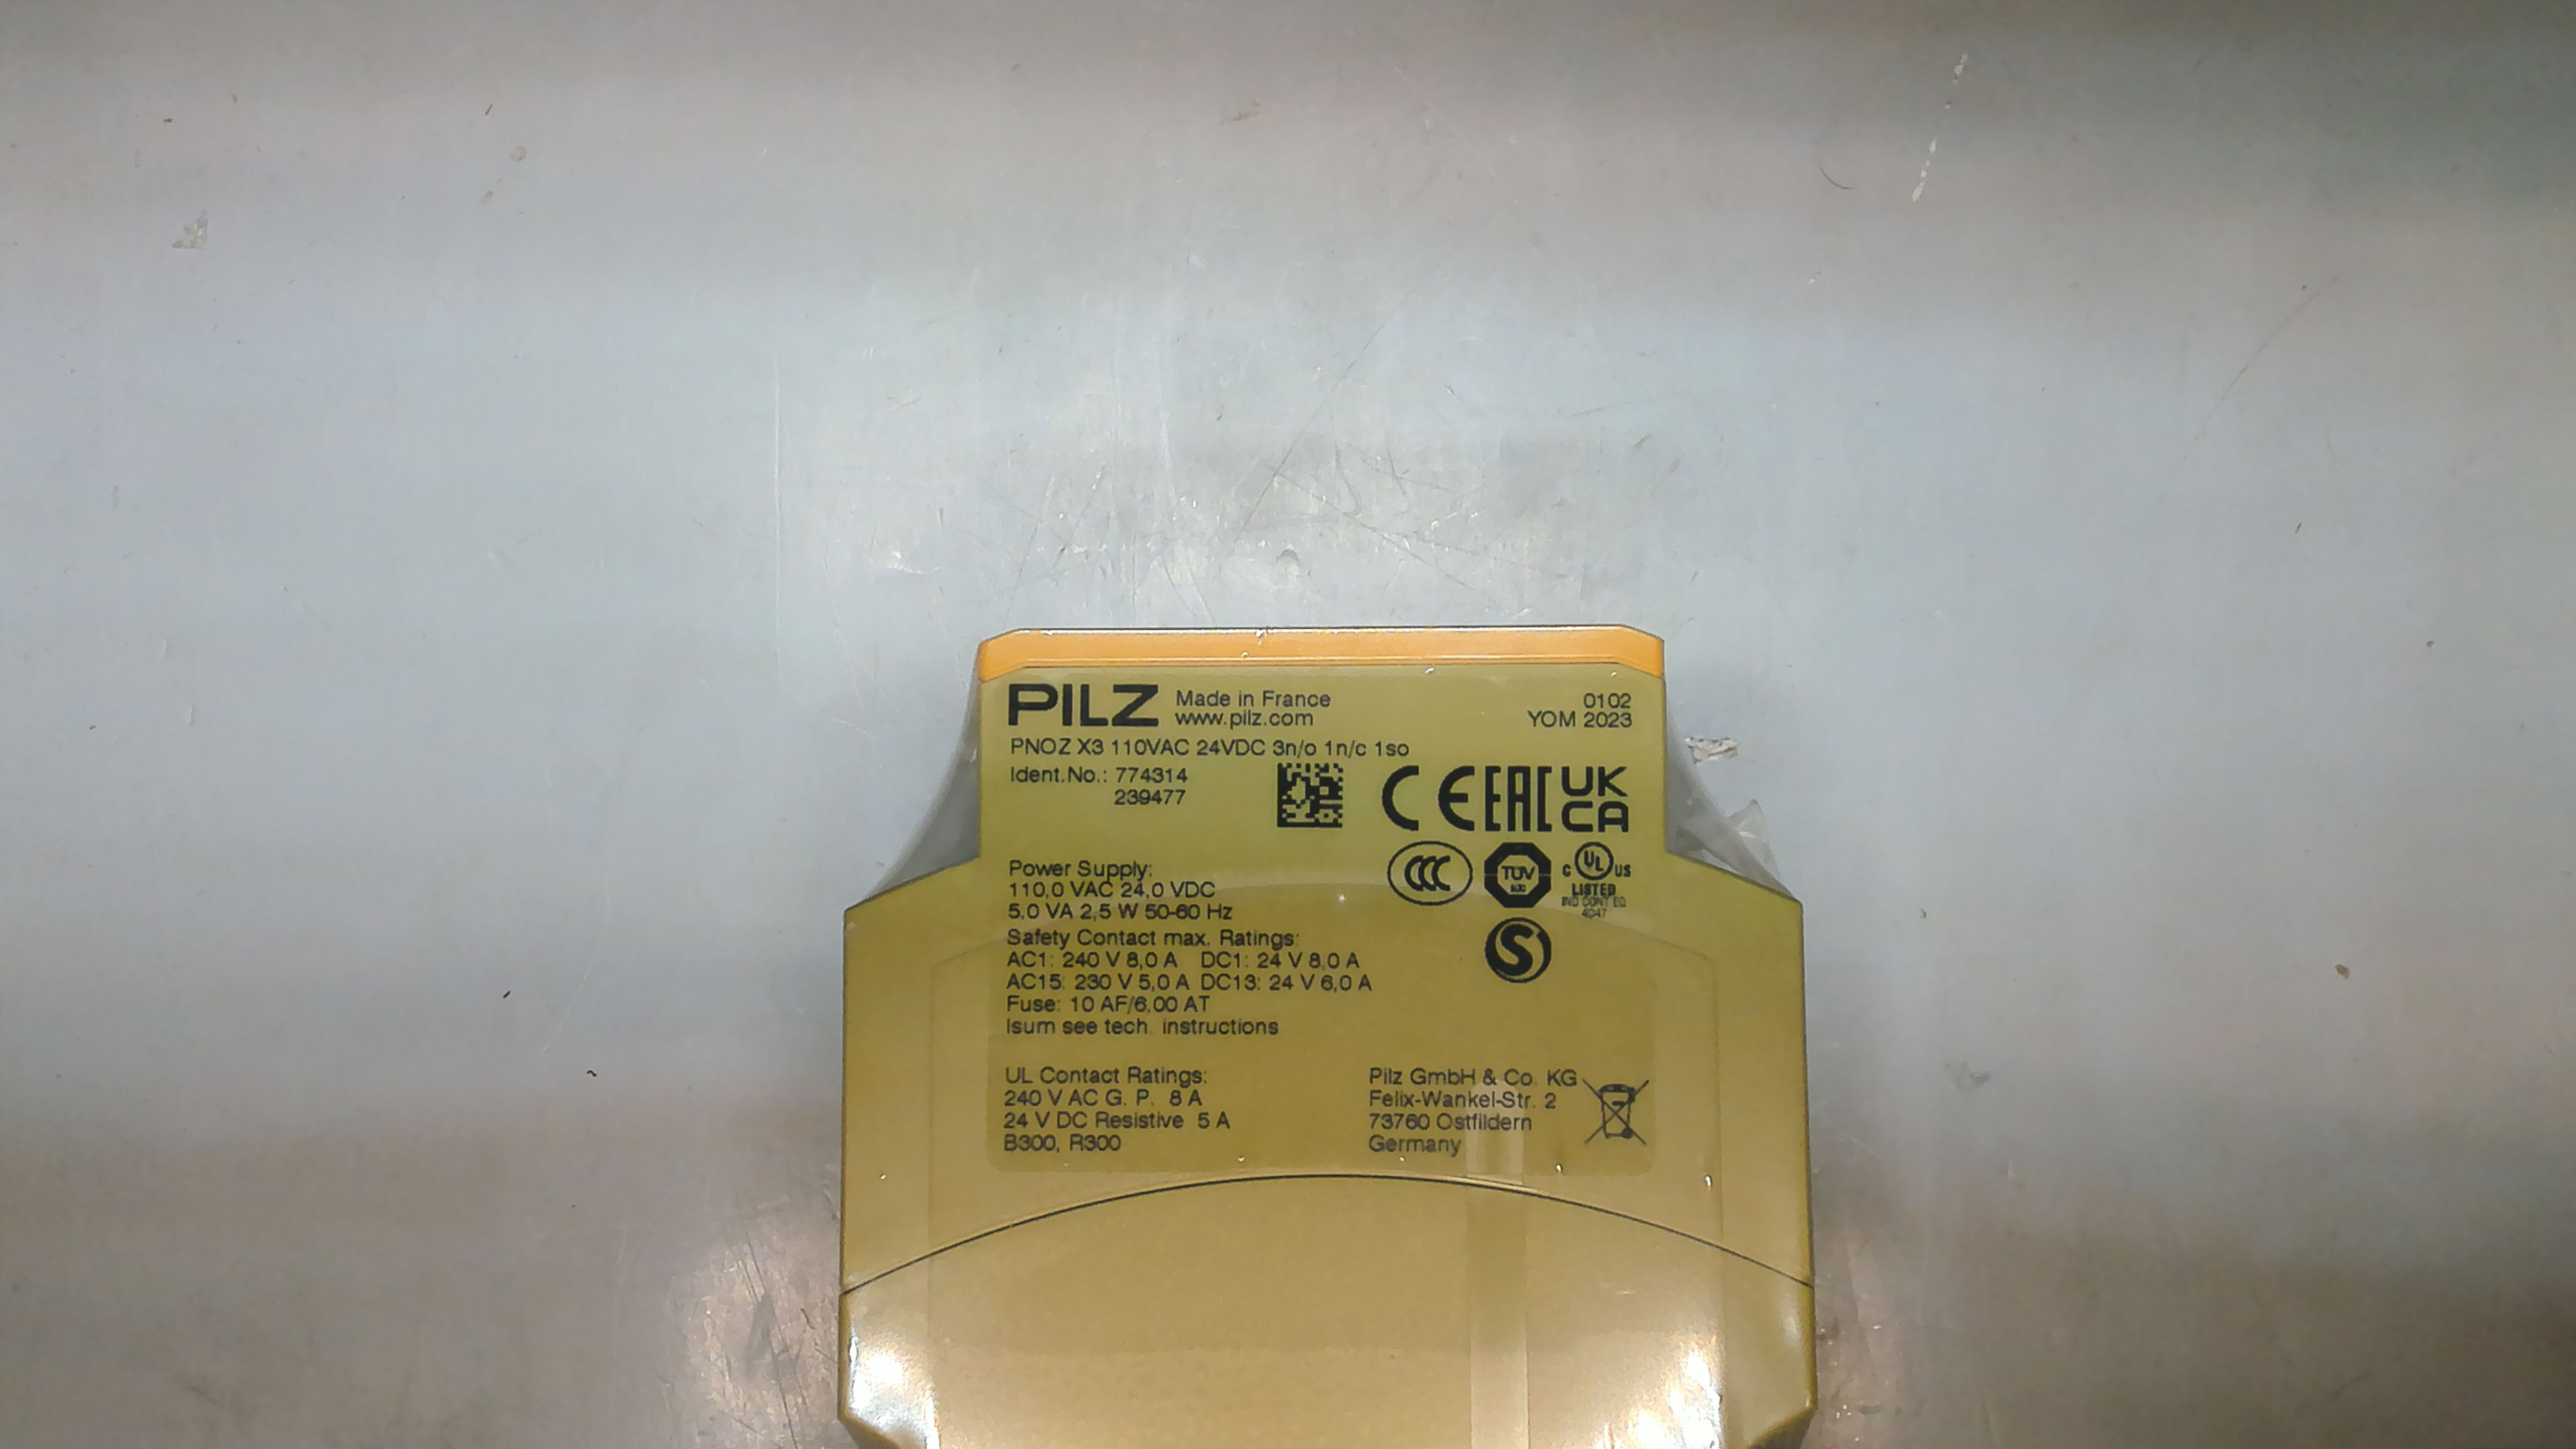 PILZ Made in France
www.pilz.com
0102
YOM 2023
PNOZ X3 110VAC 24VDC 3n/o 1n/c 1so
Ident.No.: 774314
239477
CE EAC UK
CA
CCC TÜV C UL US
LISTED
IND CONT EQ
4D47
S
Power Supply:
110,0 VAC 24,0 VDC
5,0 VA 2,5 W 50-60 Hz
Safety Contact max. Ratings:
AC1: 240 V 8,0 A DC1: 24 V 8,0 A
AC15: 230 V 5,0 A DC13: 24 V 6,0 A
Fuse: 10 AF/6,00 AT
Isum see tech. instructions
UL Contact Ratings:
240 V AC G. P. 8 A
24 V DC Resistive 5 A
B300, R300
Pilz GmbH & Co. KG
Felix-Wankel-Str. 2
73760 Ostfildern
Germany